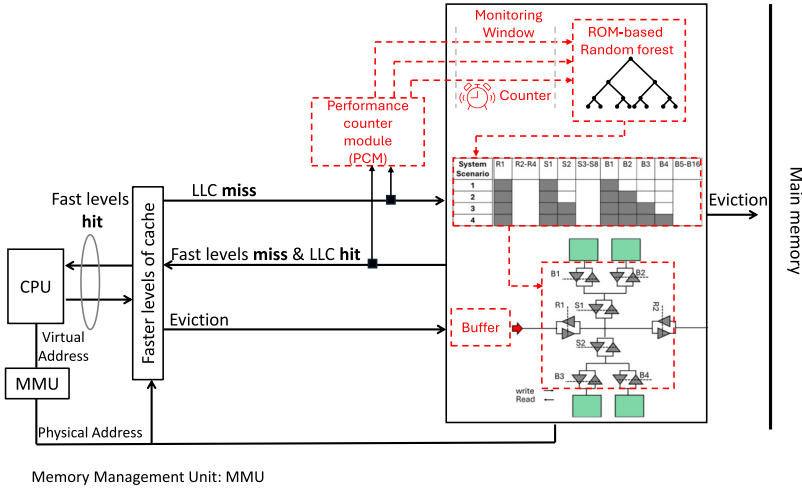 Monitoring
Window
ROM-based
Random forest
Counter
Performance
counter
module
(PCM)
System
Scenario
R1
R2-R4
S1
S2
S3-S8
B1
B2
B3
B4
B5-B16
1
2
3
4
LLC miss
Fast levels
hit
Fast levels miss & LLC hit
Eviction
Main memory
CPU
Faster levels of cache
Eviction
Buffer
B1
B2
R1
S1
R2
S2
B3
B4
write
Read
Virtual
Address
MMU
Physical Address
Memory Management Unit: MMU